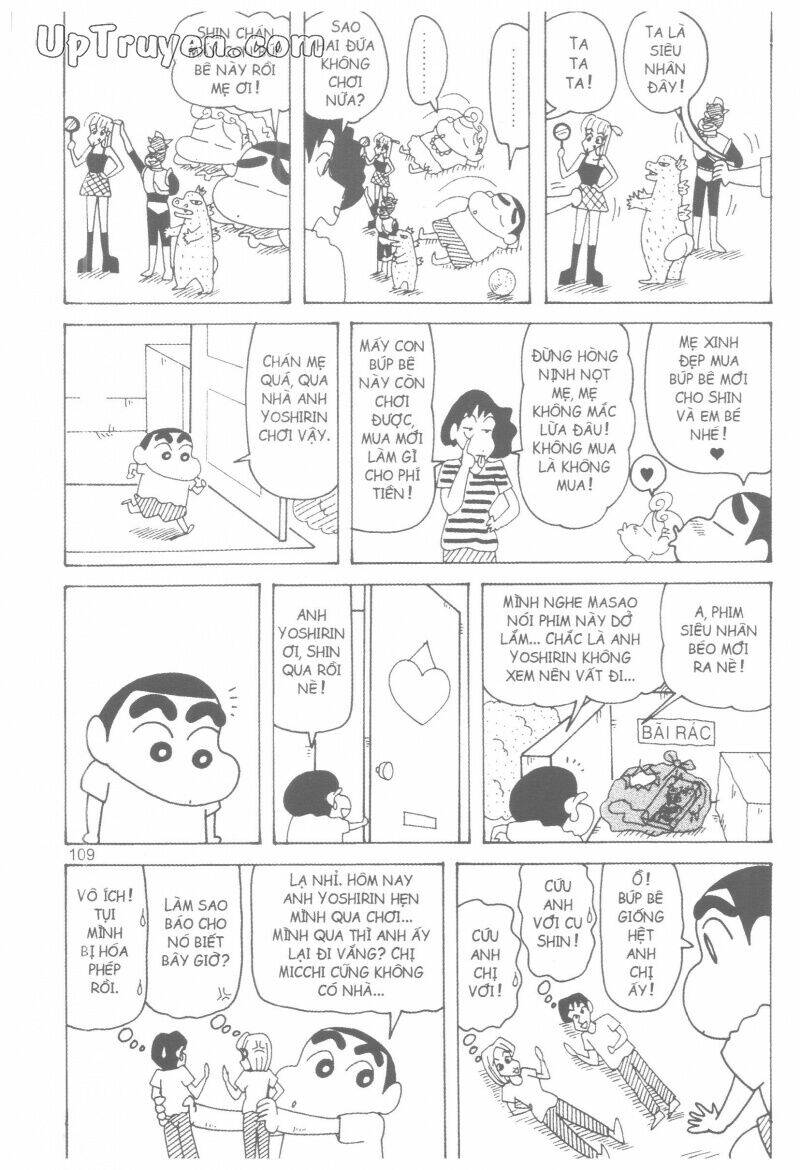 UpTruyen.com
TA LÀ
SIÊU
NHÂN
ĐÂY!
TA
TA
TA!
.........
.........
SAO
HAI ĐỨA
KHÔNG
CHƠI
NỮA?
SHIN CHÁN
BÊ NÀY RỒI
MẸ ƠI!
MẸ XINH
ĐẸP MUA
BÚP BÊ MỚI
CHO SHIN
VÀ EM BÉ
NHÉ!
ĐỪNG HÒNG
NỊNH NỌT
MẸ, MẸ
KHÔNG MẮC
LỪA ĐÂU!
KHÔNG MUA
LÀ KHÔNG
MUA!
MẤY CON
BÚP BÊ
NÀY CÒN
CHƠI
ĐƯỢC,
MUA MỚI
LÀM GÌ
CHO PHÍ
TIỀN!
CHÁN MẸ
QUÁ, QUA
NHÀ ANH
YOSHIRIN
CHƠI VẬY.
A, PHIM
SIÊU NHÂN
BÉO MỚI
RA NÈ!
MÌNH NGHE MASAO
NÓI PHIM NÀY DỞ
LẮM... CHẮC LÀ ANH
YOSHIRIN KHÔNG
XEM NÊN VẤT ĐI...
BÃI RÁC
ANH
YOSHIRIN
ƠI, SHIN
QUA RỒI
NÈ!
109
Ồ!
BÚP BÊ
GIỐNG
HỆT
ANH
CHỊ
ẤY!
CỨU
ANH
VỚI CU
SHIN!
CỨU
ANH
CHỊ
VỚI!
LẠ NHỈ. HÔM NAY
ANH YOSHIRIN HẸN
MÌNH QUA CHƠI...
MÌNH QUA THÌ ANH ẤY
LẠI ĐI VẮNG? CHỊ
MICCHI CŨNG KHÔNG
CÓ NHÀ...
LÀM SAO
BÁO CHO
NÓ BIẾT
BÂY GIỜ?
VÔ ÍCH!
TỤI
MÌNH
BỊ HÓA
PHÉP
RỒI.